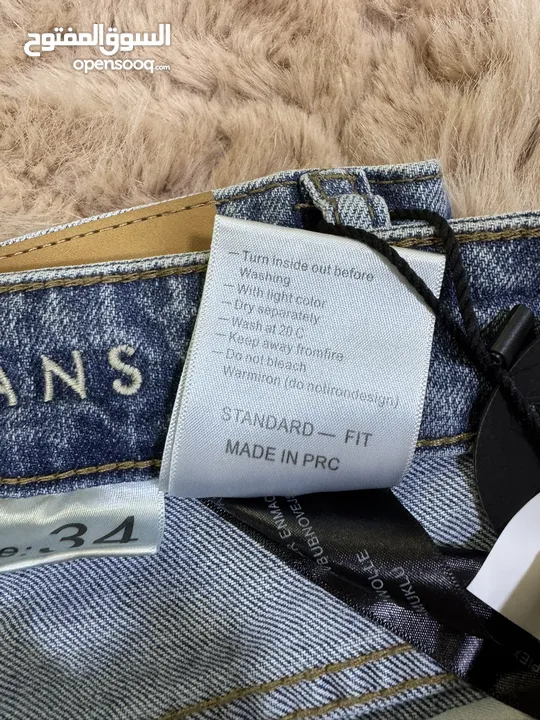 السوق المفتوح
opensooq.com
— Turn inside out before
Washing
— With light color
— Dry separately
— Wash at 20 C
— Keep away fromfire
— Do not bleach
Warmiron (do notirondesign)
STANDARD — FIT
MADE IN PRC
ANS
34